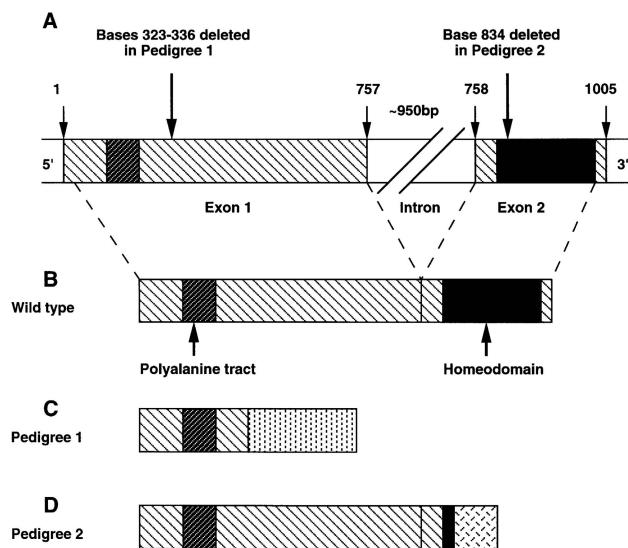 A
Bases 323-336 deleted
in Pedigree 1
Base 834 deleted
in Pedigree 2
1
757
~950bp
758
1005
5'
3'
Exon 1
Intron
Exon 2
B
Wild type
Polyalanine tract
Homeodomain
C
Pedigree 1
D
Pedigree 2